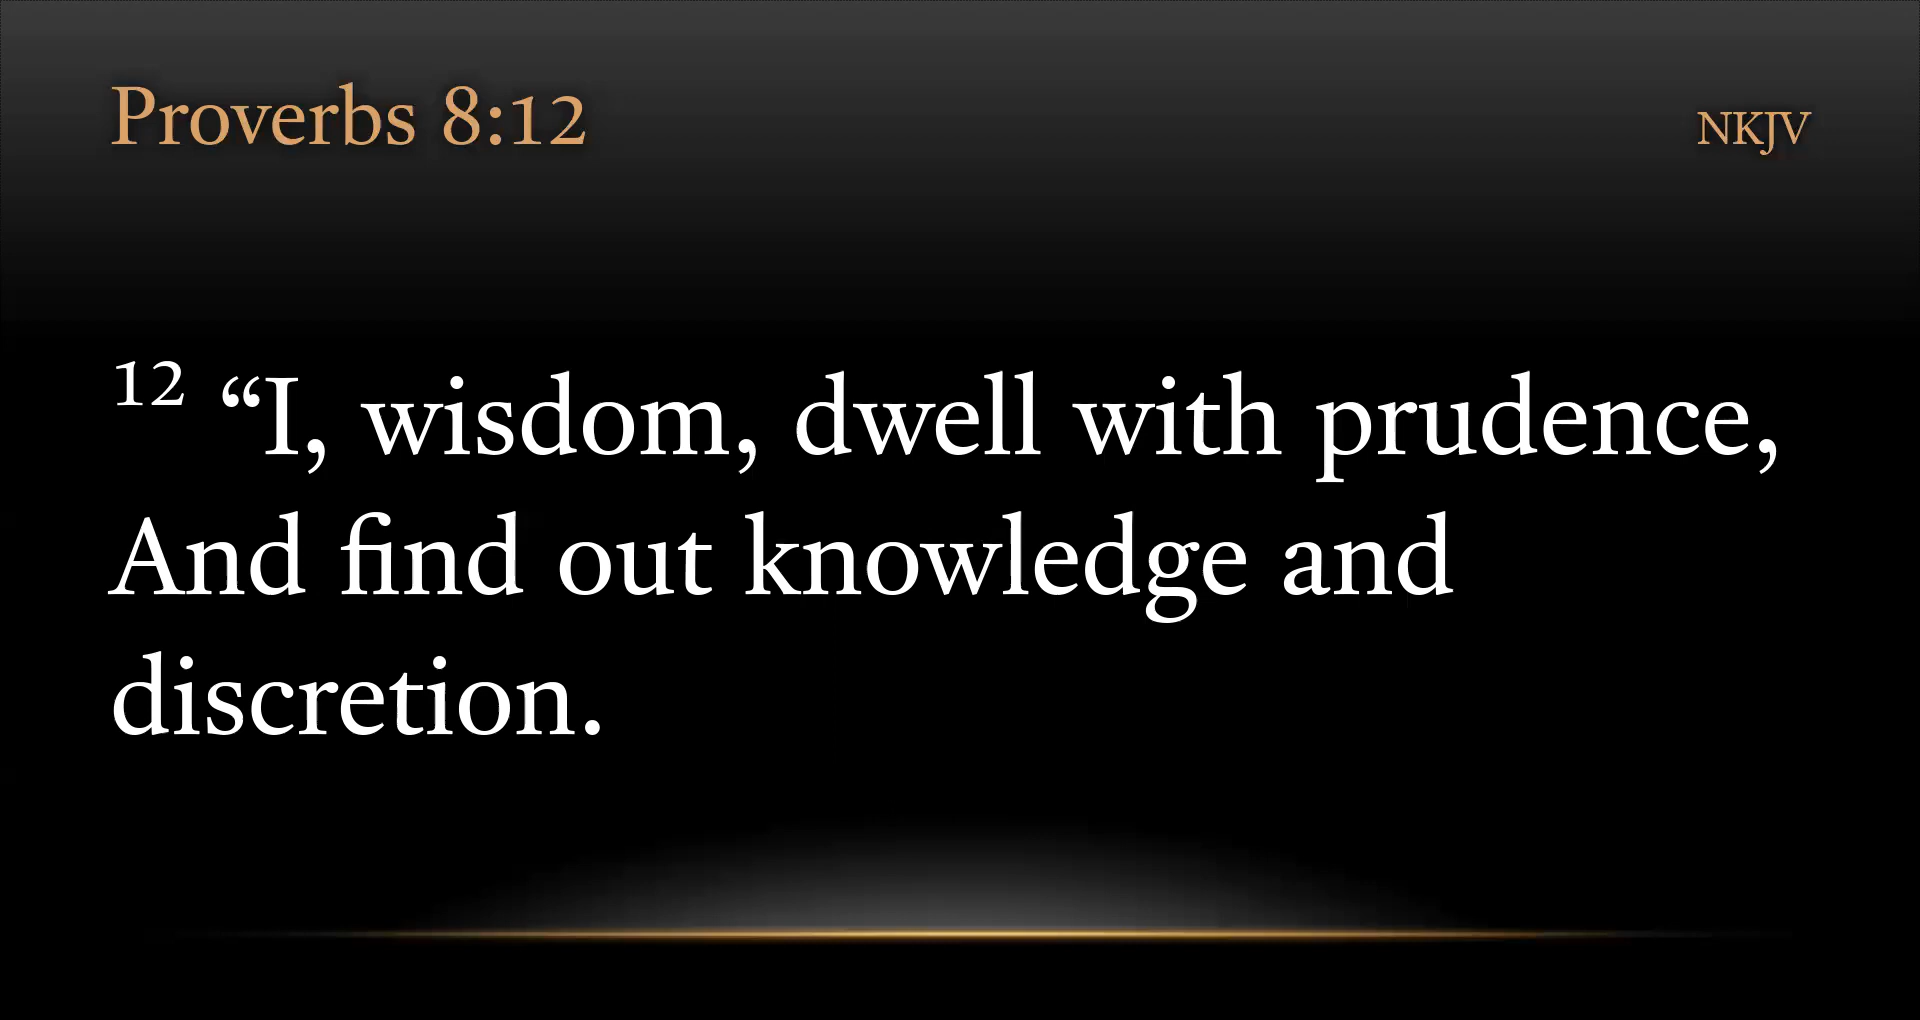 Proverbs 8:12
NKJV
12 “I, wisdom, dwell with prudence,
And find out knowledge and
discretion.